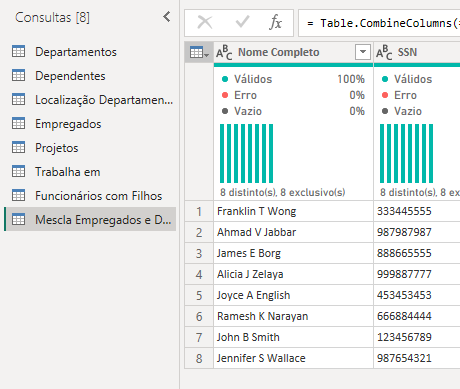 Consultas [8]
Departamentos
Dependentes
Localização Departamen...
Empregados
Projetos
Trabalha em
Funcionários com Filhos
Mescla Empregados e D...
fx = Table.CombineColumns(
ABC Nome Completo ABC SSN
Válidos 100% Válidos
Erro 0% Erro
Vazio 0% Vazio
8 distinto(s), 8 exclusivo(s) 8 distinto(s), 8 exc
1 Franklin T Wong 333445555
2 Ahmad V Jabbar 987987987
3 James E Borg 888665555
4 Alicia J Zelaya 999887777
5 Joyce A English 453453453
6 Ramesh K Narayan 666884444
7 John B Smith 123456789
8 Jennifer S Wallace 987654321